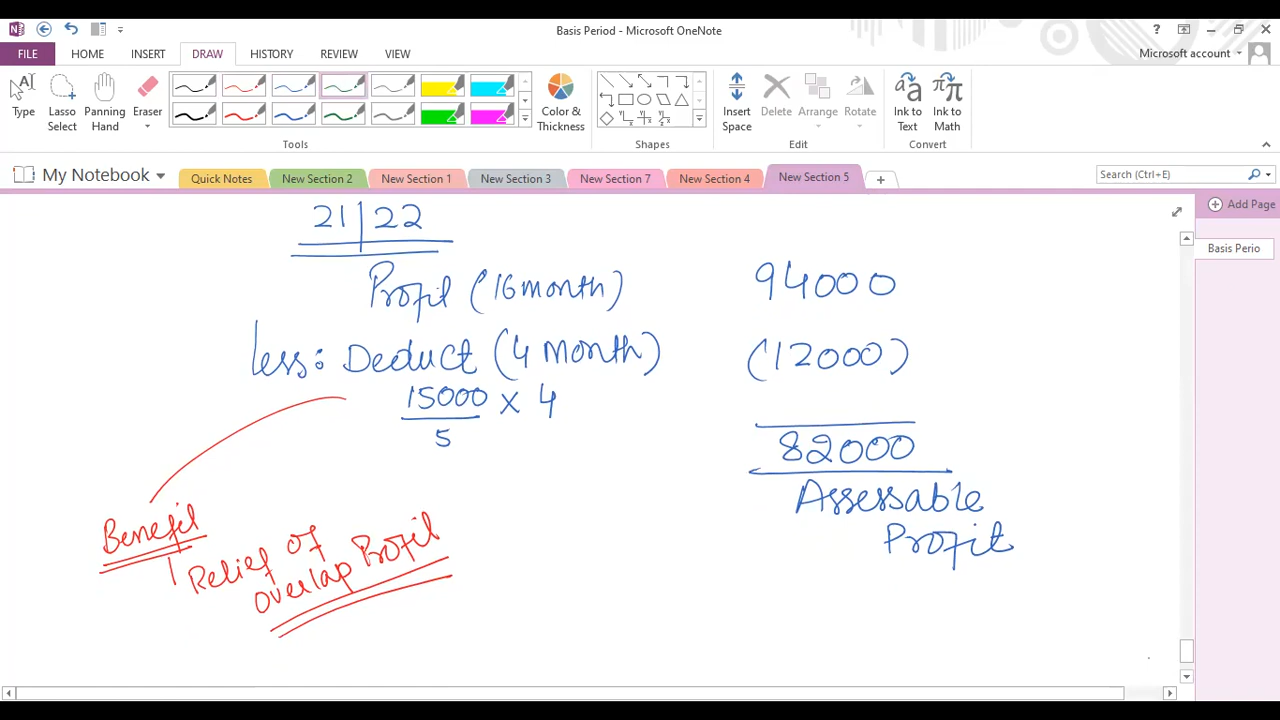 Basis Period - Microsoft OneNote
?
FILE HOME INSERT DRAW HISTORY REVIEW VIEW
Microsoft account
Type
Lasso Select
Panning Hand
Eraser
Color & Thickness
Insert Space
Delete
Arrange
Rotate
Ink to Text
Ink to Math
Tools
Shapes
Edit
Convert
My Notebook
Quick Notes
New Section 2
New Section 1
New Section 3
New Section 7
New Section 4
New Section 5
Search (Ctrl+E)
Add Page
Basis Perio
21 | 22
Profit (16 month) 94000
Less: Deduct (4 Month) (12000)
15000 x 4
5
82000
Assessable
Profit
Benefit
Relief of
Overlap Profit